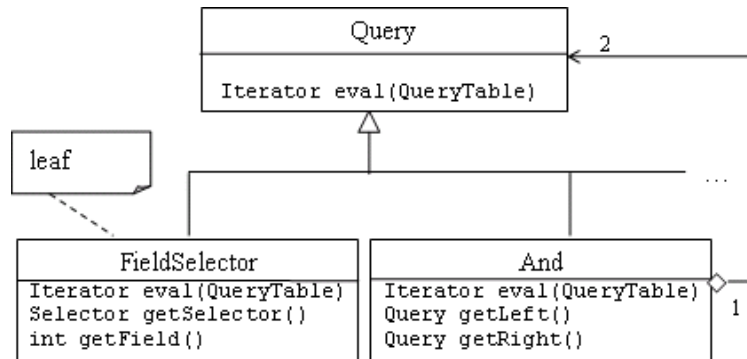 Query
2
Iterator eval(QueryTable)
leaf
...
FieldSelector
Iterator eval(QueryTable)
Selector getSelector()
int getField()
And
Iterator eval(QueryTable)
Query getLeft()
Query getRight()
1